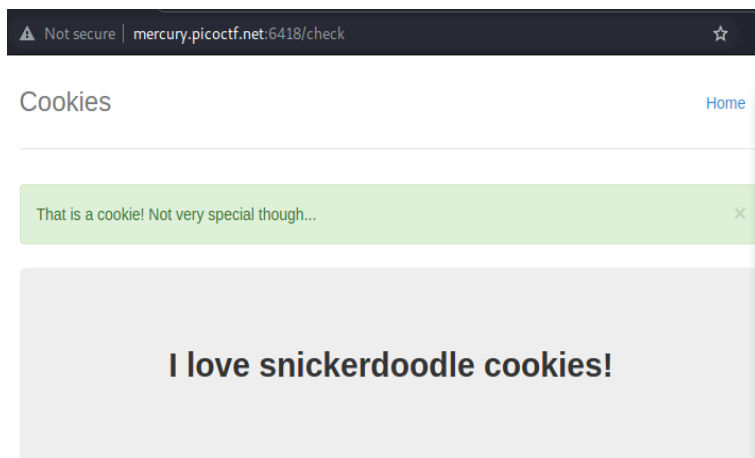 Not secure mercury.picoctf.net:6418/check
Cookies Home
That is a cookie! Not very special though... ×
I love snickerdoodle cookies!